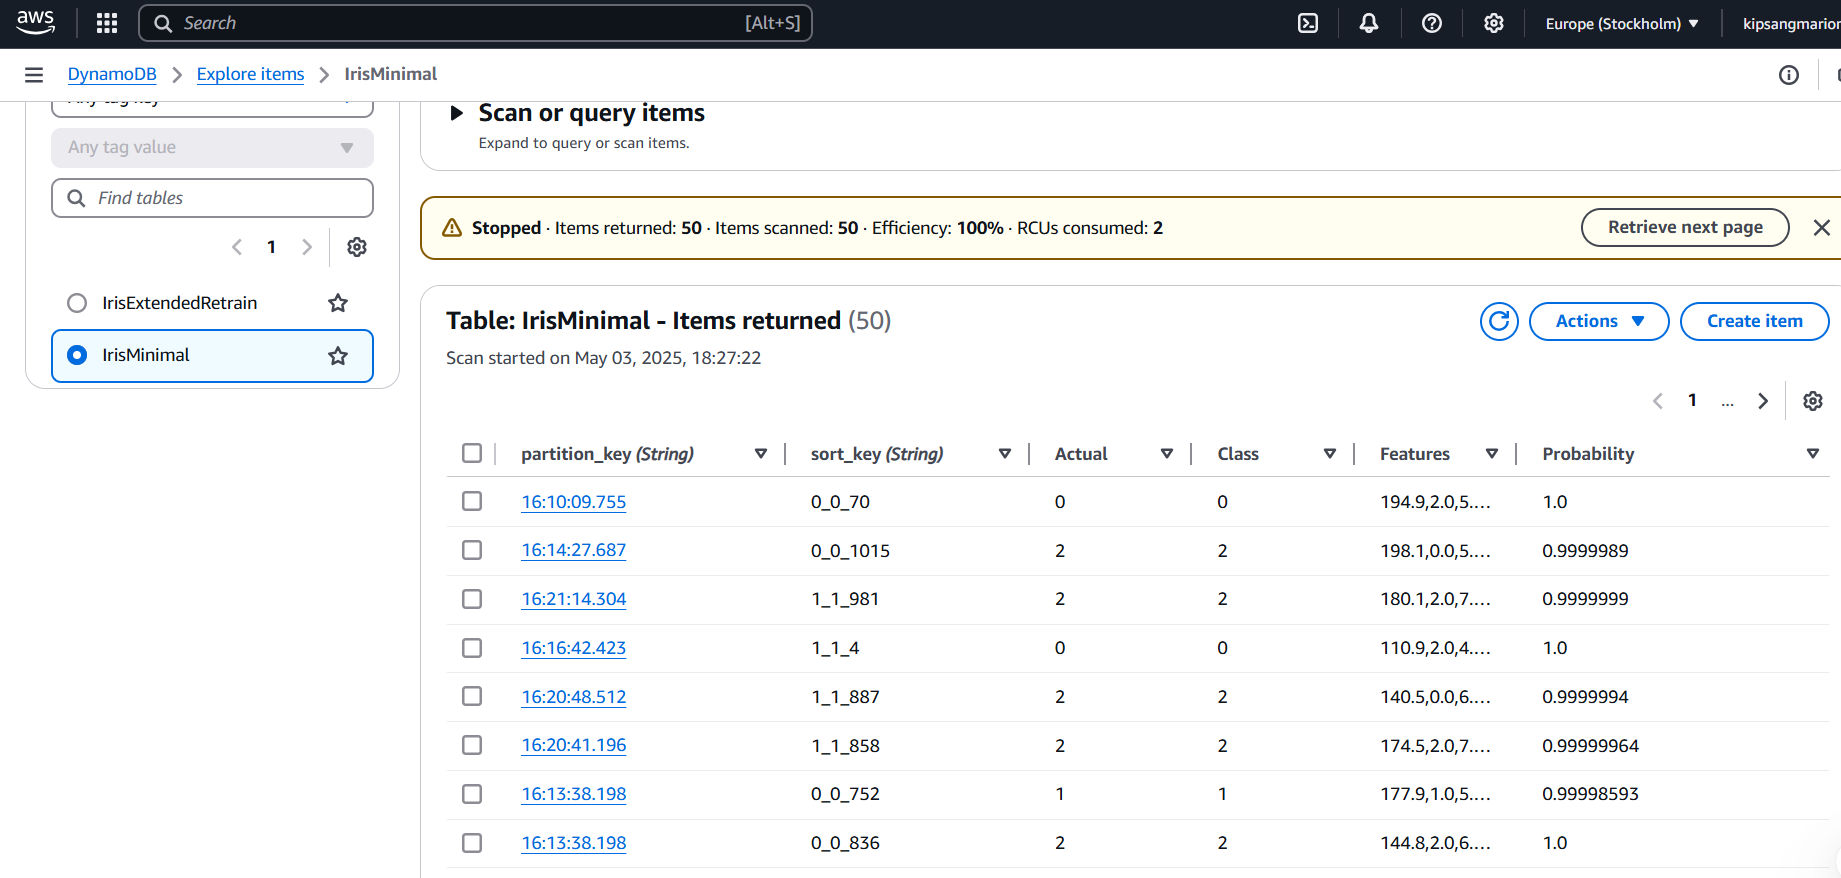 aws
Search [Alt+S]
Europe (Stockholm)
kipsangmarion
DynamoDB
Explore items
IrisMinimal
Any tag key
Any tag value
Find tables
1
IrisExtendedRetrain
IrisMinimal
Scan or query items
Expand to query or scan items.
Stopped · Items returned: 50 · Items scanned: 50 · Efficiency: 100% · RCUs consumed: 2
Retrieve next page
Table: IrisMinimal - Items returned (50)
Scan started on May 03, 2025, 18:27:22
Actions
Create item
1 ...
partition_key (String) sort_key (String) Actual Class Features Probability
16:10:09.755 0_0_70 0 0 194.9,2.0,5.... 1.0
16:14:27.687 0_0_1015 2 2 198.1,0.0,5.... 0.9999989
16:21:14.304 1_1_981 2 2 180.1,2.0,7.... 0.9999999
16:16:42.423 1_1_4 0 0 110.9,2.0,4.... 1.0
16:20:48.512 1_1_887 2 2 140.5,0.0,6.... 0.9999994
16:20:41.196 1_1_858 2 2 174.5,2.0,7.... 0.99999964
16:13:38.198 0_0_752 1 1 177.9,1.0,5.... 0.99998593
16:13:38.198 0_0_836 2 2 144.8,2.0,6.... 1.0